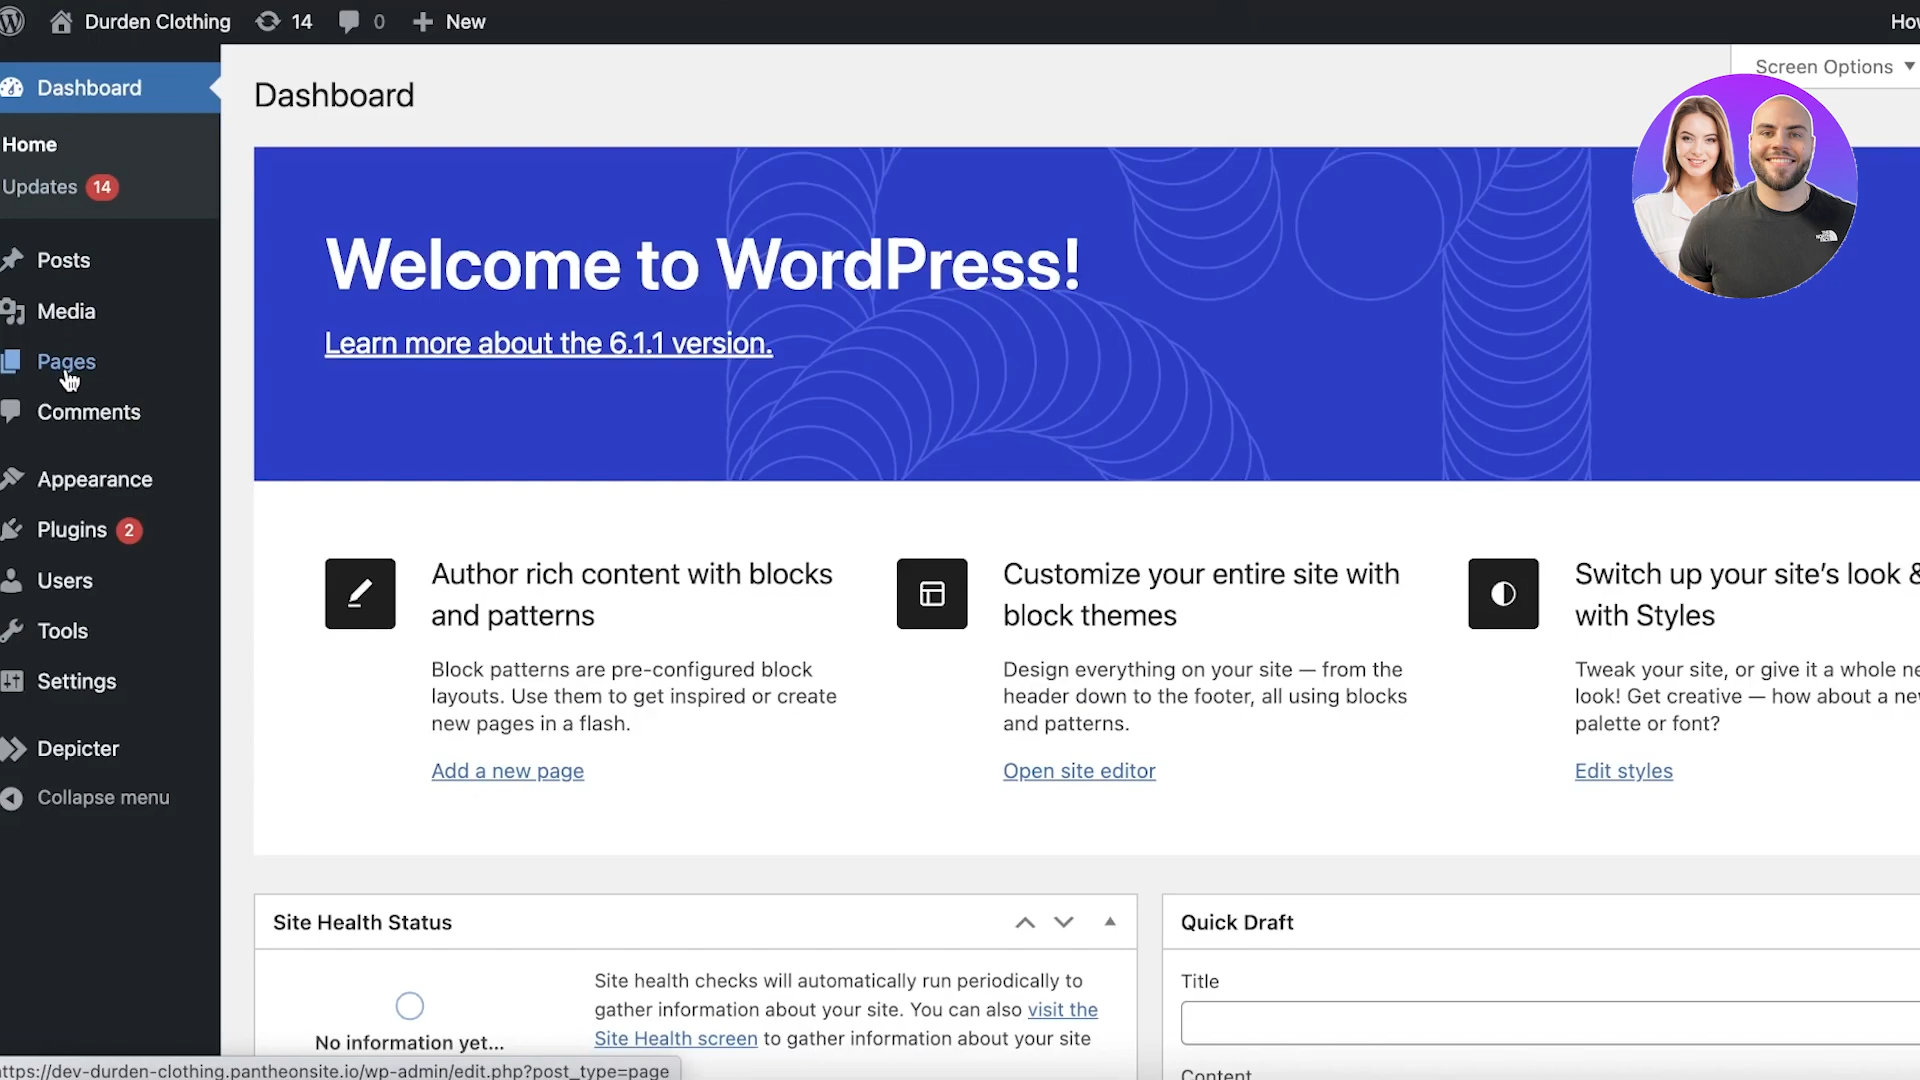 Durden Clothing 14 0 New
Screen Options
Dashboard
Home
Updates 14
Posts
Media
Pages
Comments
Appearance
Plugins 2
Users
Tools
Settings
Depicter
Collapse menu
Dashboard
Welcome to WordPress!
Learn more about the 6.1.1 version.
Author rich content with blocks
and patterns
Block patterns are pre-configured block
layouts. Use them to get inspired or create
new pages in a flash.
Add a new page
Customize your entire site with
block themes
Design everything on your site — from the
header down to the footer, all using blocks
and patterns.
Open site editor
Switch up your site's look &
with Styles
Tweak your site, or give it a whole
look! Get creative — how about a
palette or font?
Edit styles
Site Health Status
No information yet...
Site health checks will automatically run periodically to
gather information about your site. You can also visit the
Site Health screen to gather information about your site
Quick Draft
Title
Content
ttps://dev-durden-clothing.pantheonsite.io/wp-admin/edit.php?post_type=page